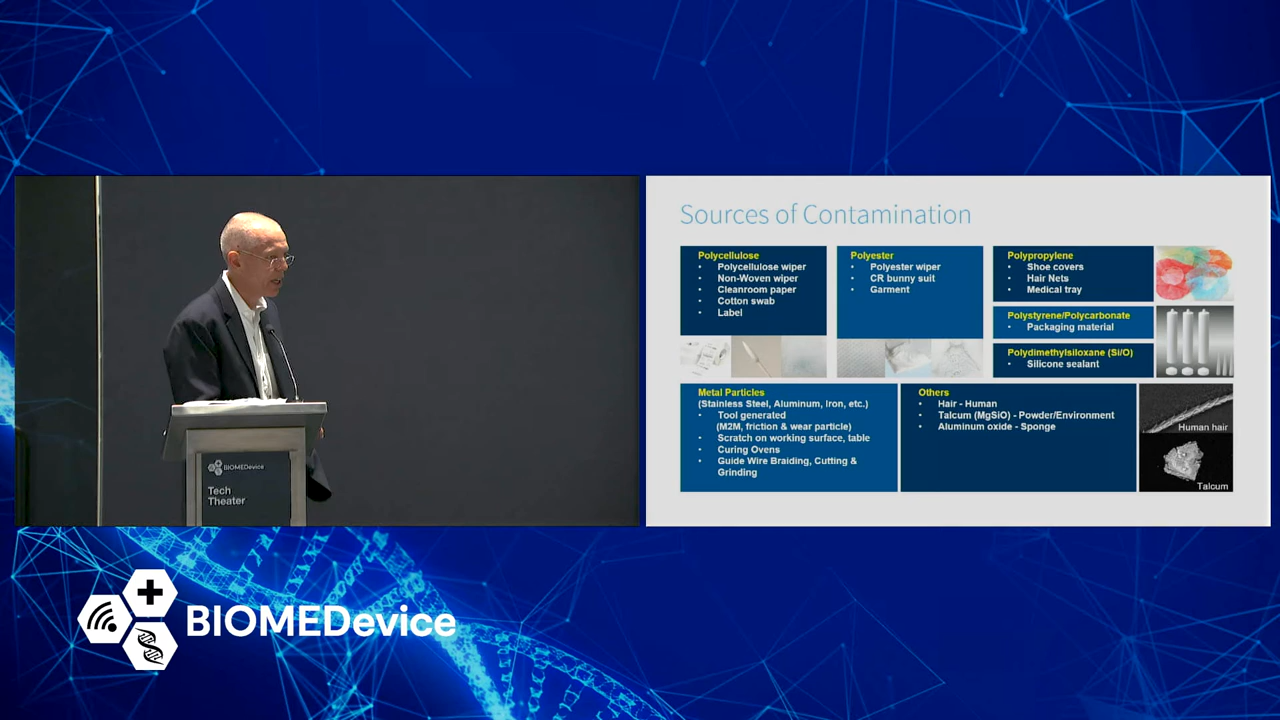 Sources of Contamination
Polycellulose
• Polycellulose wiper
• Non-Woven wiper
• Cleanroom paper
• Cotton swab
• Label
Polyester
• Polyester wiper
• CR bunny suit
• Garment
Polypropylene
• Shoe covers
• Hair Nets
• Medical tray
Polystyrene/Polycarbonate
• Packaging material
Polydimethylsiloxane (Si/O)
• Silicone sealant
Metal Particles
(Stainless Steel, Aluminum, Iron, etc.)
• Tool generated
(M2M, friction & wear particle)
• Scratch on working surface, table
• Curing Ovens
• Guide Wire Braiding, Cutting &
Grinding
Others
• Hair - Human
• Talcum (MgSiO) - Powder/Environment
• Aluminum oxide - Sponge
Human hair
Talcum
BIOMEDevice
Tech
Theater
BIOMEDevice